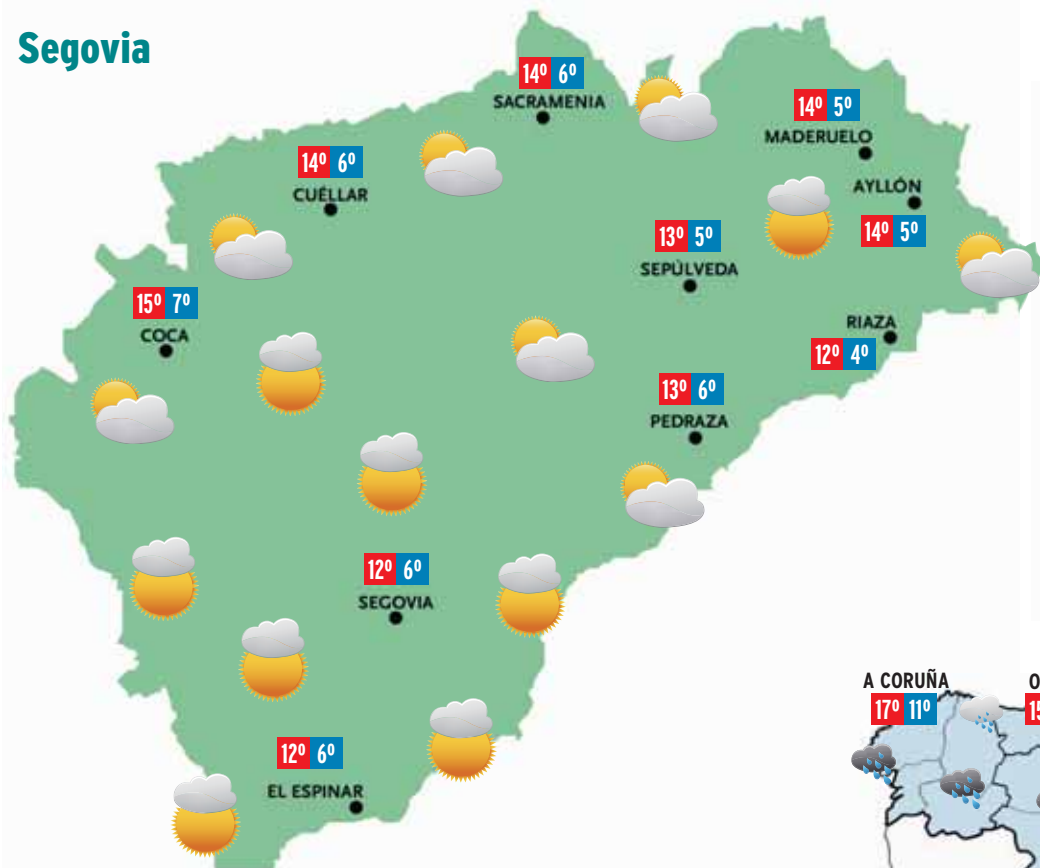 Segovia
14º 6º
SACRAMENIA
14º 5º
MADERUELO
14º 6º
CUÉLLAR
AYLLÓN
14º 5º
13º 5º
SEPÚLVEDA
15º 7º
COCA
RIAZA
12º 4º
13º 6º
PEDRAZA
12º 6º
SEGOVIA
12º 6º
EL ESPINAR
A CORUÑA
17º 11º